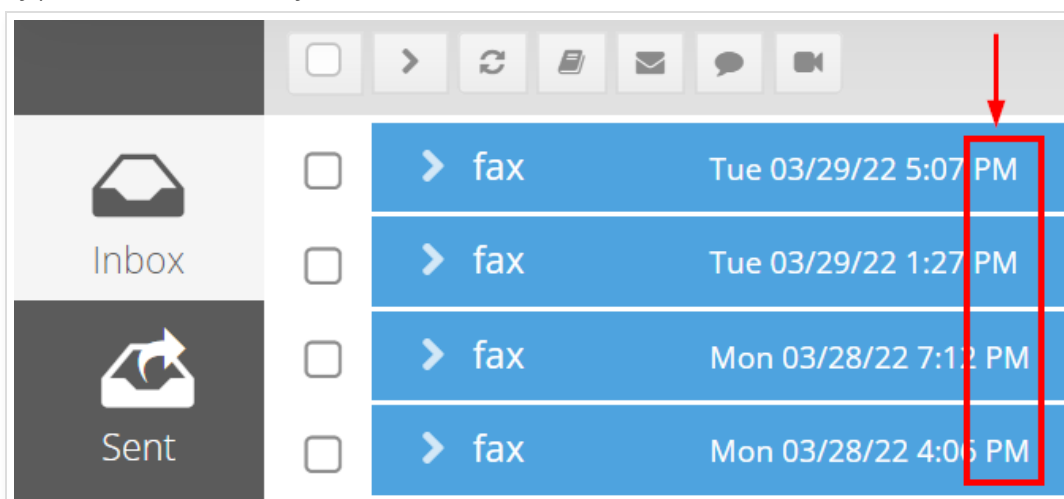 fax Tue 03/29/22 5:07 PM
Inbox
fax Tue 03/29/22 1:27 PM
fax Mon 03/28/22 7:12 PM
Sent
fax Mon 03/28/22 4:06 PM